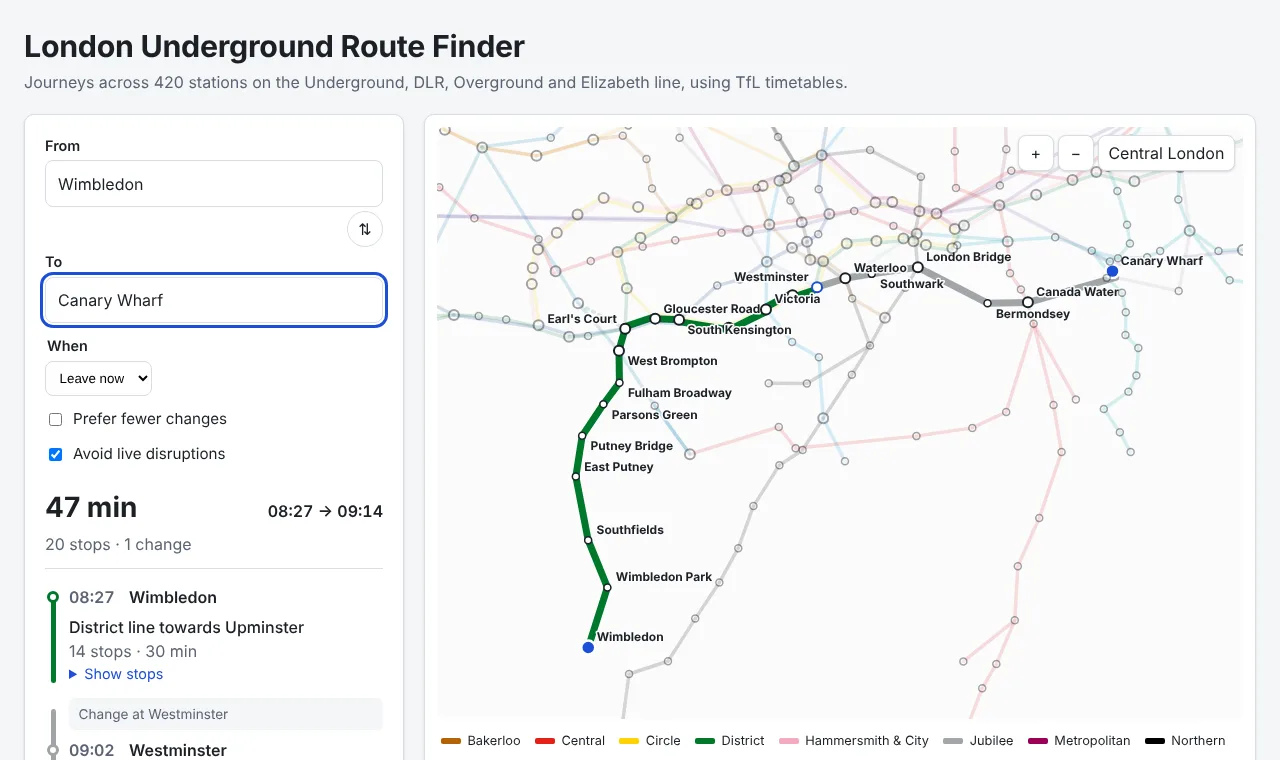 London Underground Route Finder
Journeys across 420 stations on the Underground, DLR, Overground and Elizabeth line, using TfL timetables.
From
Wimbledon
⇅
To
Canary Wharf
When
Leave now
Prefer fewer changes
Avoid live disruptions
47 min
08:27 → 09:14
20 stops · 1 change
08:27 Wimbledon
District line towards Upminster
14 stops · 30 min
Show stops
Change at Westminster
09:02 Westminster
+
−
Central London
London Bridge
Canary Wharf
Waterloo
Westminster
Southwark
Canada Water
Victoria
Gloucester Road
Bermondsey
Earl's Court
South Kensington
West Brompton
Fulham Broadway
Parsons Green
Putney Bridge
East Putney
Southfields
Wimbledon Park
Wimbledon
Bakerloo
Central
Circle
District
Hammersmith & City
Jubilee
Metropolitan
Northern